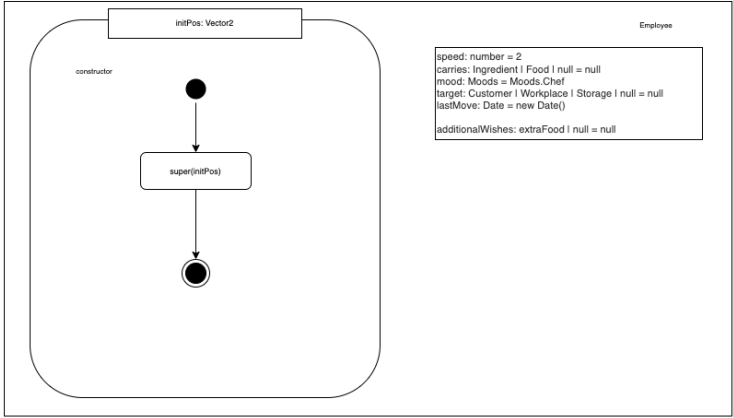 initPos: Vector2
Employee
constructor
speed: number = 2
carries: Ingredient | Food | null = null
mood: Moods = Moods.Chef
target: Customer | Workplace | Storage | null = null
lastMove: Date = new Date()
additionalWishes: extraFood | null = null
super(initPos)